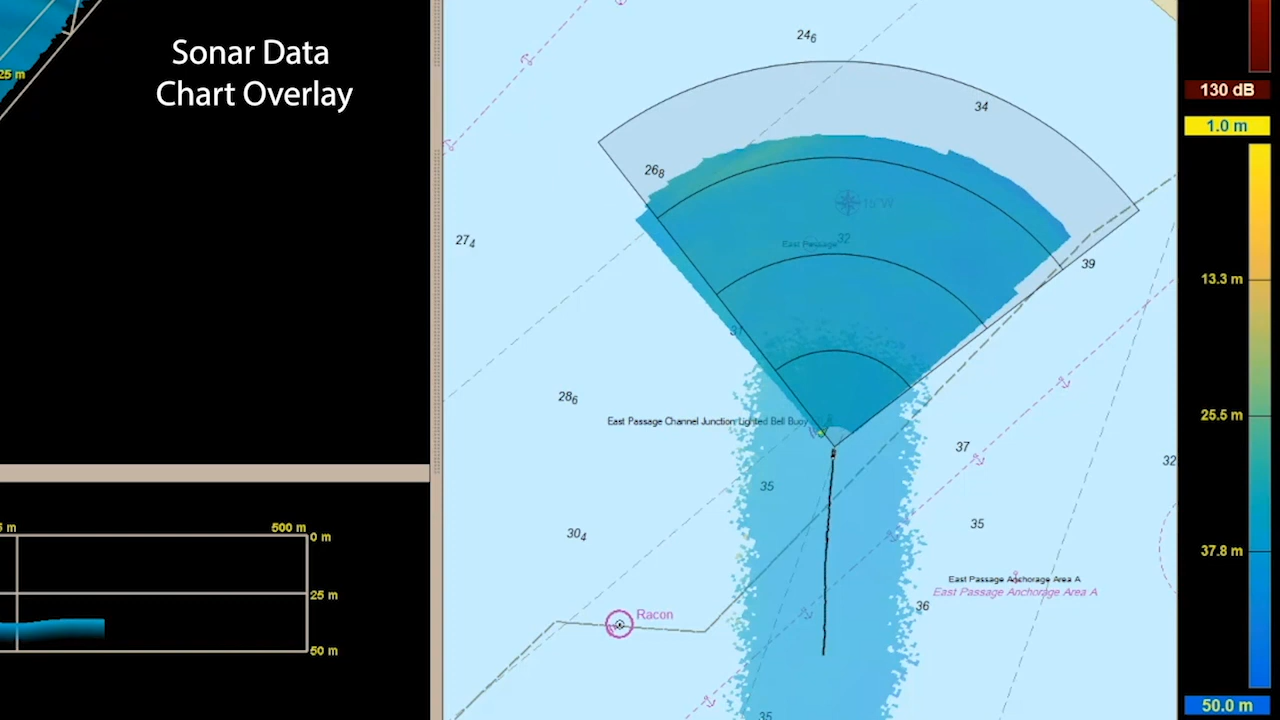 Sonar Data
Chart Overlay
25 m
24₆
34
26₈
15°W
27₄
East Passage
32
39
31
28₆
East Passage Channel Junction Lighted Bell Buoy
37
32
35
30₄
35
East Passage Anchorage Area A
East Passage Anchorage Area A
36
Racon
35
500 m
0 m
25 m
50 m
130 dB
1.0 m
13.3 m
25.5 m
37.8 m
50.0 m